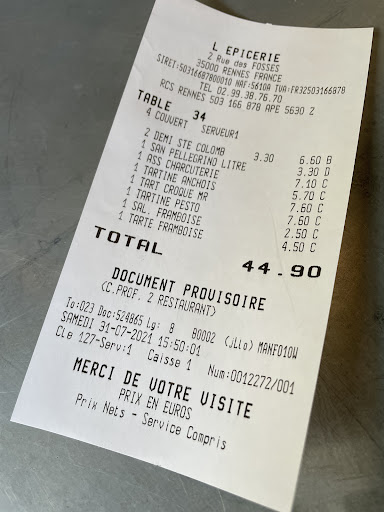 L EPICERIE
2 Rue des FOSSES
35000 RENNES FRANCE
SIRET:50316687800010 NAF:5610A TVA:FR32503166878
TEL 02.99.38.76.70
RCS RENNES 503 166 878 APE 5630 Z
TABLE 34
4 COUVERT SERVEUR1
2 DEMI STE COLOMB 3.30 6.60 B
1 SAN PELLEGRINO LITRE 3.30 D
1 ASS CHARCUTERIE 7.10 C
1 TARTINE ANCHOIS 5.70 C
1 TART CROQUE MR 7.60 C
1 TARTINE PESTO 7.60 C
1 SAL. FRAMBOISE 2.50 C
1 TARTE FRAMBOISE 4.50 C
TOTAL 44.90
DOCUMENT PROVISOIRE
(C.PREF. 2 RESTAURANT)
To:023 Doc:524865 Lg: 8 B0002 (JLLo) MANF010W
SAMEDI 31-07-2021 15:50:01
Cle 127-Serv:1 Caisse 1 Num:0012272/001
MERCI DE VOTRE VISITE
PRIX EN EUROS
Prix Nets - Service Compris